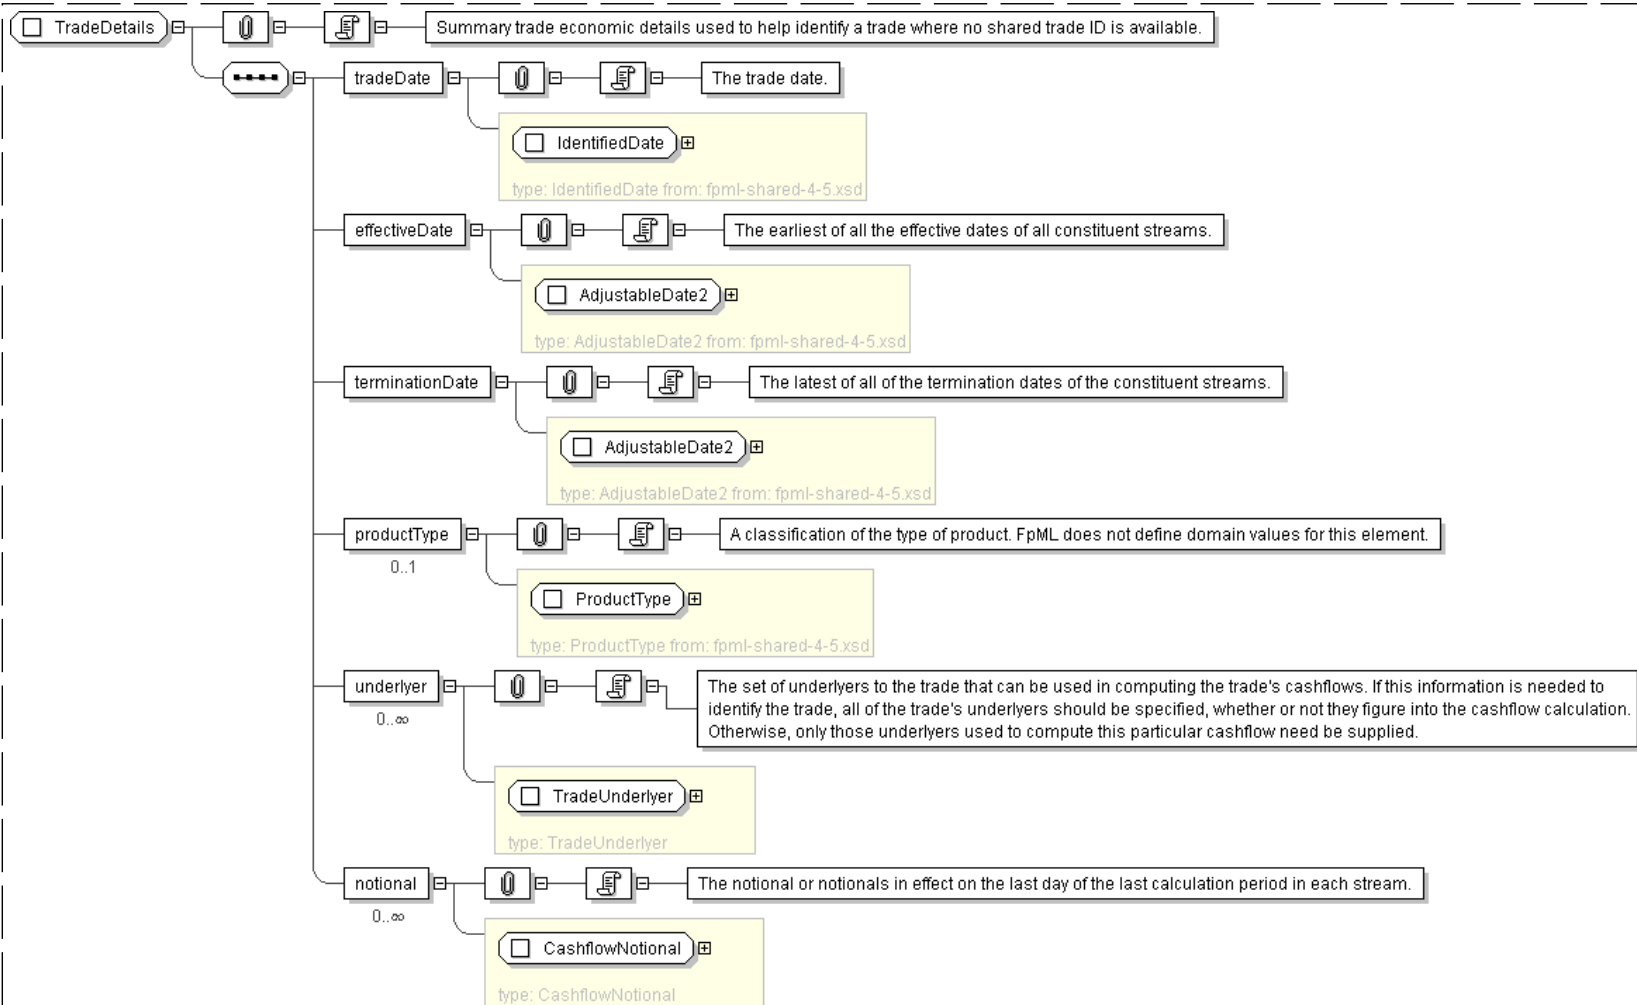 TradeDetails
Summary trade economic details used to help identify a trade where no shared trade ID is available.
tradeDate
The trade date.
IdentifiedDate
type: IdentifiedDate from: fpml-shared-4-5.xsd
effectiveDate
The earliest of all the effective dates of all constituent streams.
AdjustableDate2
type: AdjustableDate2 from: fpml-shared-4-5.xsd
terminationDate
The latest of all of the termination dates of the constituent streams.
AdjustableDate2
type: AdjustableDate2 from: fpml-shared-4-5.xsd
productType
A classification of the type of product. FpML does not define domain values for this element.
0..1
ProductType
type: ProductType from: fpml-shared-4-5.xsd
underlyer
The set of underlyers to the trade that can be used in computing the trade's cashflows. If this information is needed to
identify the trade, all of the trade's underlyers should be specified, whether or not they figure into the cashflow calculation.
Otherwise, only those underlyers used to compute this particular cashflow need be supplied.
0..∞
TradeUnderlyer
type: TradeUnderlyer
notional
The notional or notionals in effect on the last day of the last calculation period in each stream.
0..∞
CashflowNotional
type: CashflowNotional